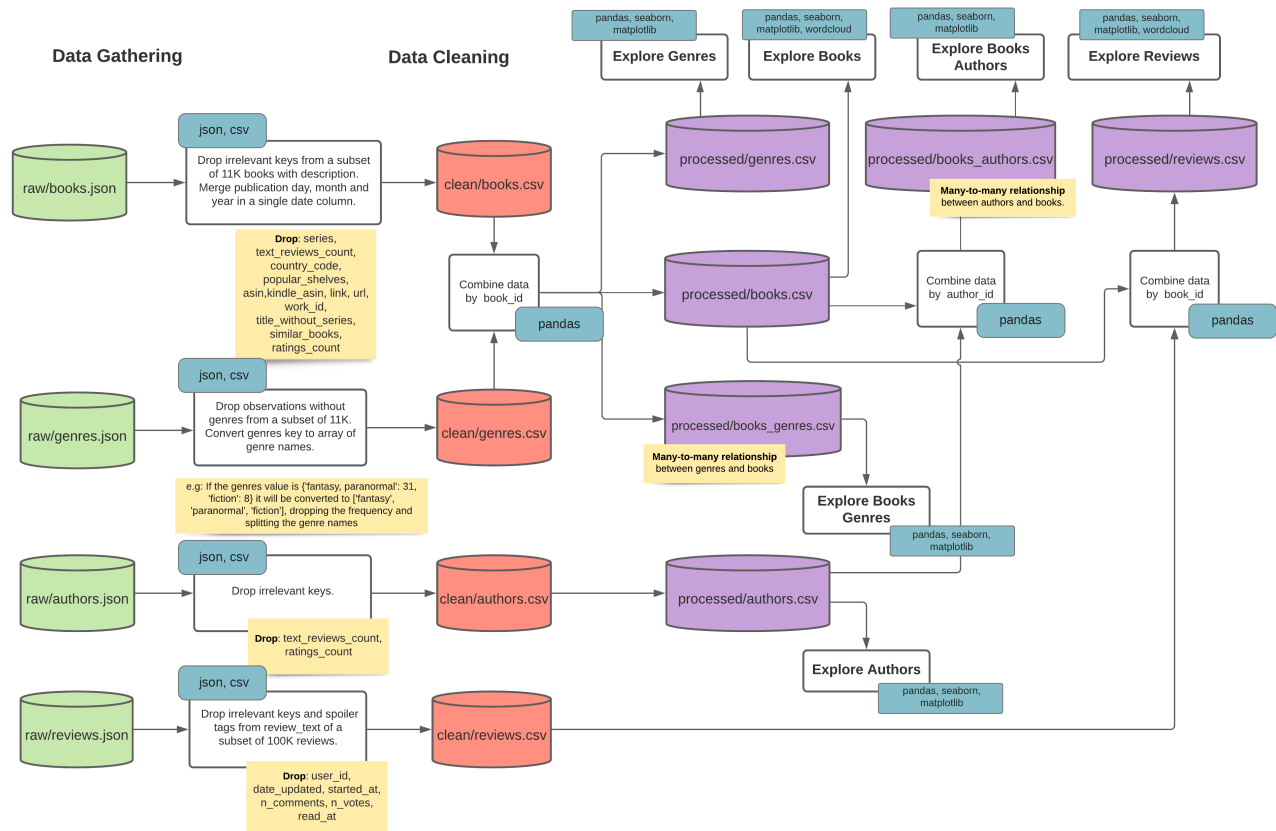 Data Gathering
Data Cleaning
pandas, seaborn,
matplotlib
Explore Genres
pandas, seaborn,
matplotlib, wordcloud
Explore Books
pandas, seaborn,
matplotlib
Explore Books
Authors
pandas, seaborn,
matplotlib, wordcloud
Explore Reviews
raw/books.json
json, csv
Drop irrelevant keys from a subset
of 11K books with description.
Merge publication day, month and
year in a single date column.
Drop: series,
text_reviews_count,
country_code,
popular_shelves,
asin,kindle_asin, link, url,
work_id,
title_without_series,
similar_books,
ratings_count
clean/books.csv
Combine data
by book_id
pandas
processed/genres.csv
processed/books_authors.csv
Many-to-many relationship
between authors and books.
processed/reviews.csv
processed/books.csv
Combine data
by author_id
pandas
Combine data
by book_id
pandas
raw/genres.json
json, csv
Drop observations without
genres from a subset of 11K.
Convert genres key to array of
genre names.
e.g: If the genres value is {'fantasy, paranormal': 31,
'fiction': 8} it will be converted to ['fantasy',
'paranormal', 'fiction'], dropping the frequency and
splitting the genre names
clean/genres.csv
processed/books_genres.csv
Many-to-many relationship
between genres and books
Explore Books
Genres
pandas, seaborn,
matplotlib
raw/authors.json
json, csv
Drop irrelevant keys.
Drop: text_reviews_count,
ratings_count
clean/authors.csv
processed/authors.csv
Explore Authors
pandas, seaborn,
matplotlib
raw/reviews.json
json, csv
Drop irrelevant keys and spoiler
tags from review_text of a
subset of 100K reviews.
Drop: user_id,
date_updated, started_at,
n_comments, n_votes,
read_at
clean/reviews.csv